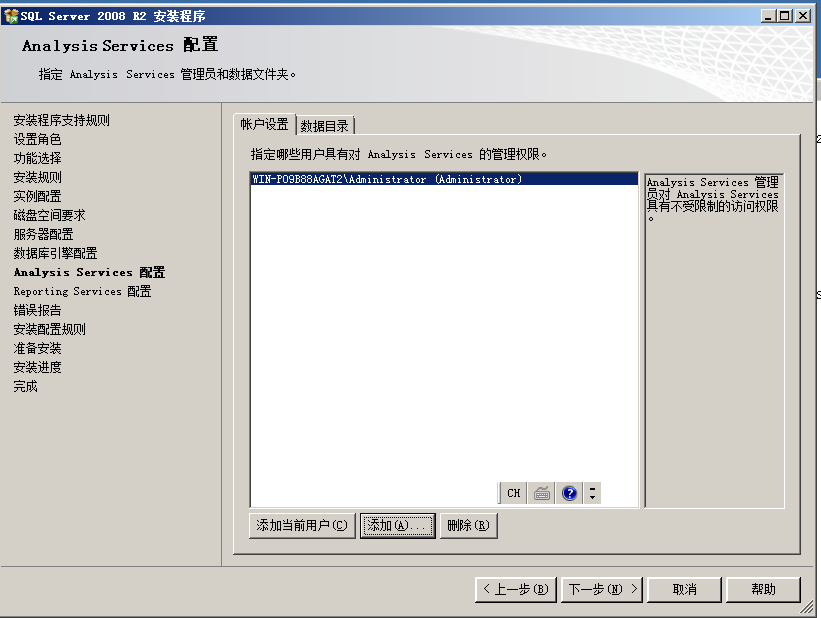 SQL Server 2008 R2 安装程序
Analysis Services 配置
指定 Analysis Services 管理员和数据文件夹。
安装程序支持规则
设置角色
功能选择
安装规则
实例配置
磁盘空间要求
服务器配置
数据库引擎配置
Analysis Services 配置
Reporting Services 配置
错误报告
安装配置规则
准备安装
安装进度
完成
帐户设置
数据目录
指定哪些用户具有对 Analysis Services 的管理权限。
WIN-PO9B88AGAT2\Administrator (Administrator)
Analysis Services 管理
员对 Analysis Services
具有不受限制的访问权限
。
CH
添加当前用户(C)
添加(A)...
删除(R)
< 上一步(B)
下一步(N) >
取消
帮助